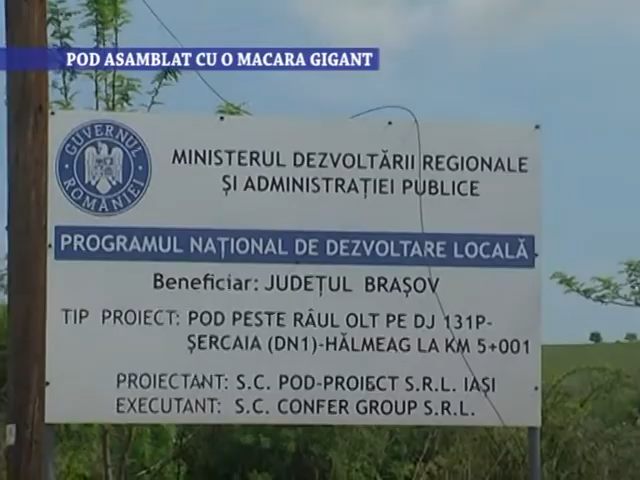 POD ASAMBLAT CU O MACARA GIGANT
GUVERNUL ROMÂNIEI
MINISTERUL DEZVOLTĂRII REGIONALE
ȘI ADMINISTRAȚIEI PUBLICE
PROGRAMUL NAȚIONAL DE DEZVOLTARE LOCALĂ
Beneficiar: JUDEȚUL BRAȘOV
TIP PROIECT: POD PESTE RÂUL OLT PE DJ 131P-
ȘERCAIA (DN1)-HĂLMEAG LA KM 5+001
PROIECTANT: S.C. POD-PROIECT S.R.L. IAȘI
EXECUTANT: S.C. CONFER GROUP S.R.L.